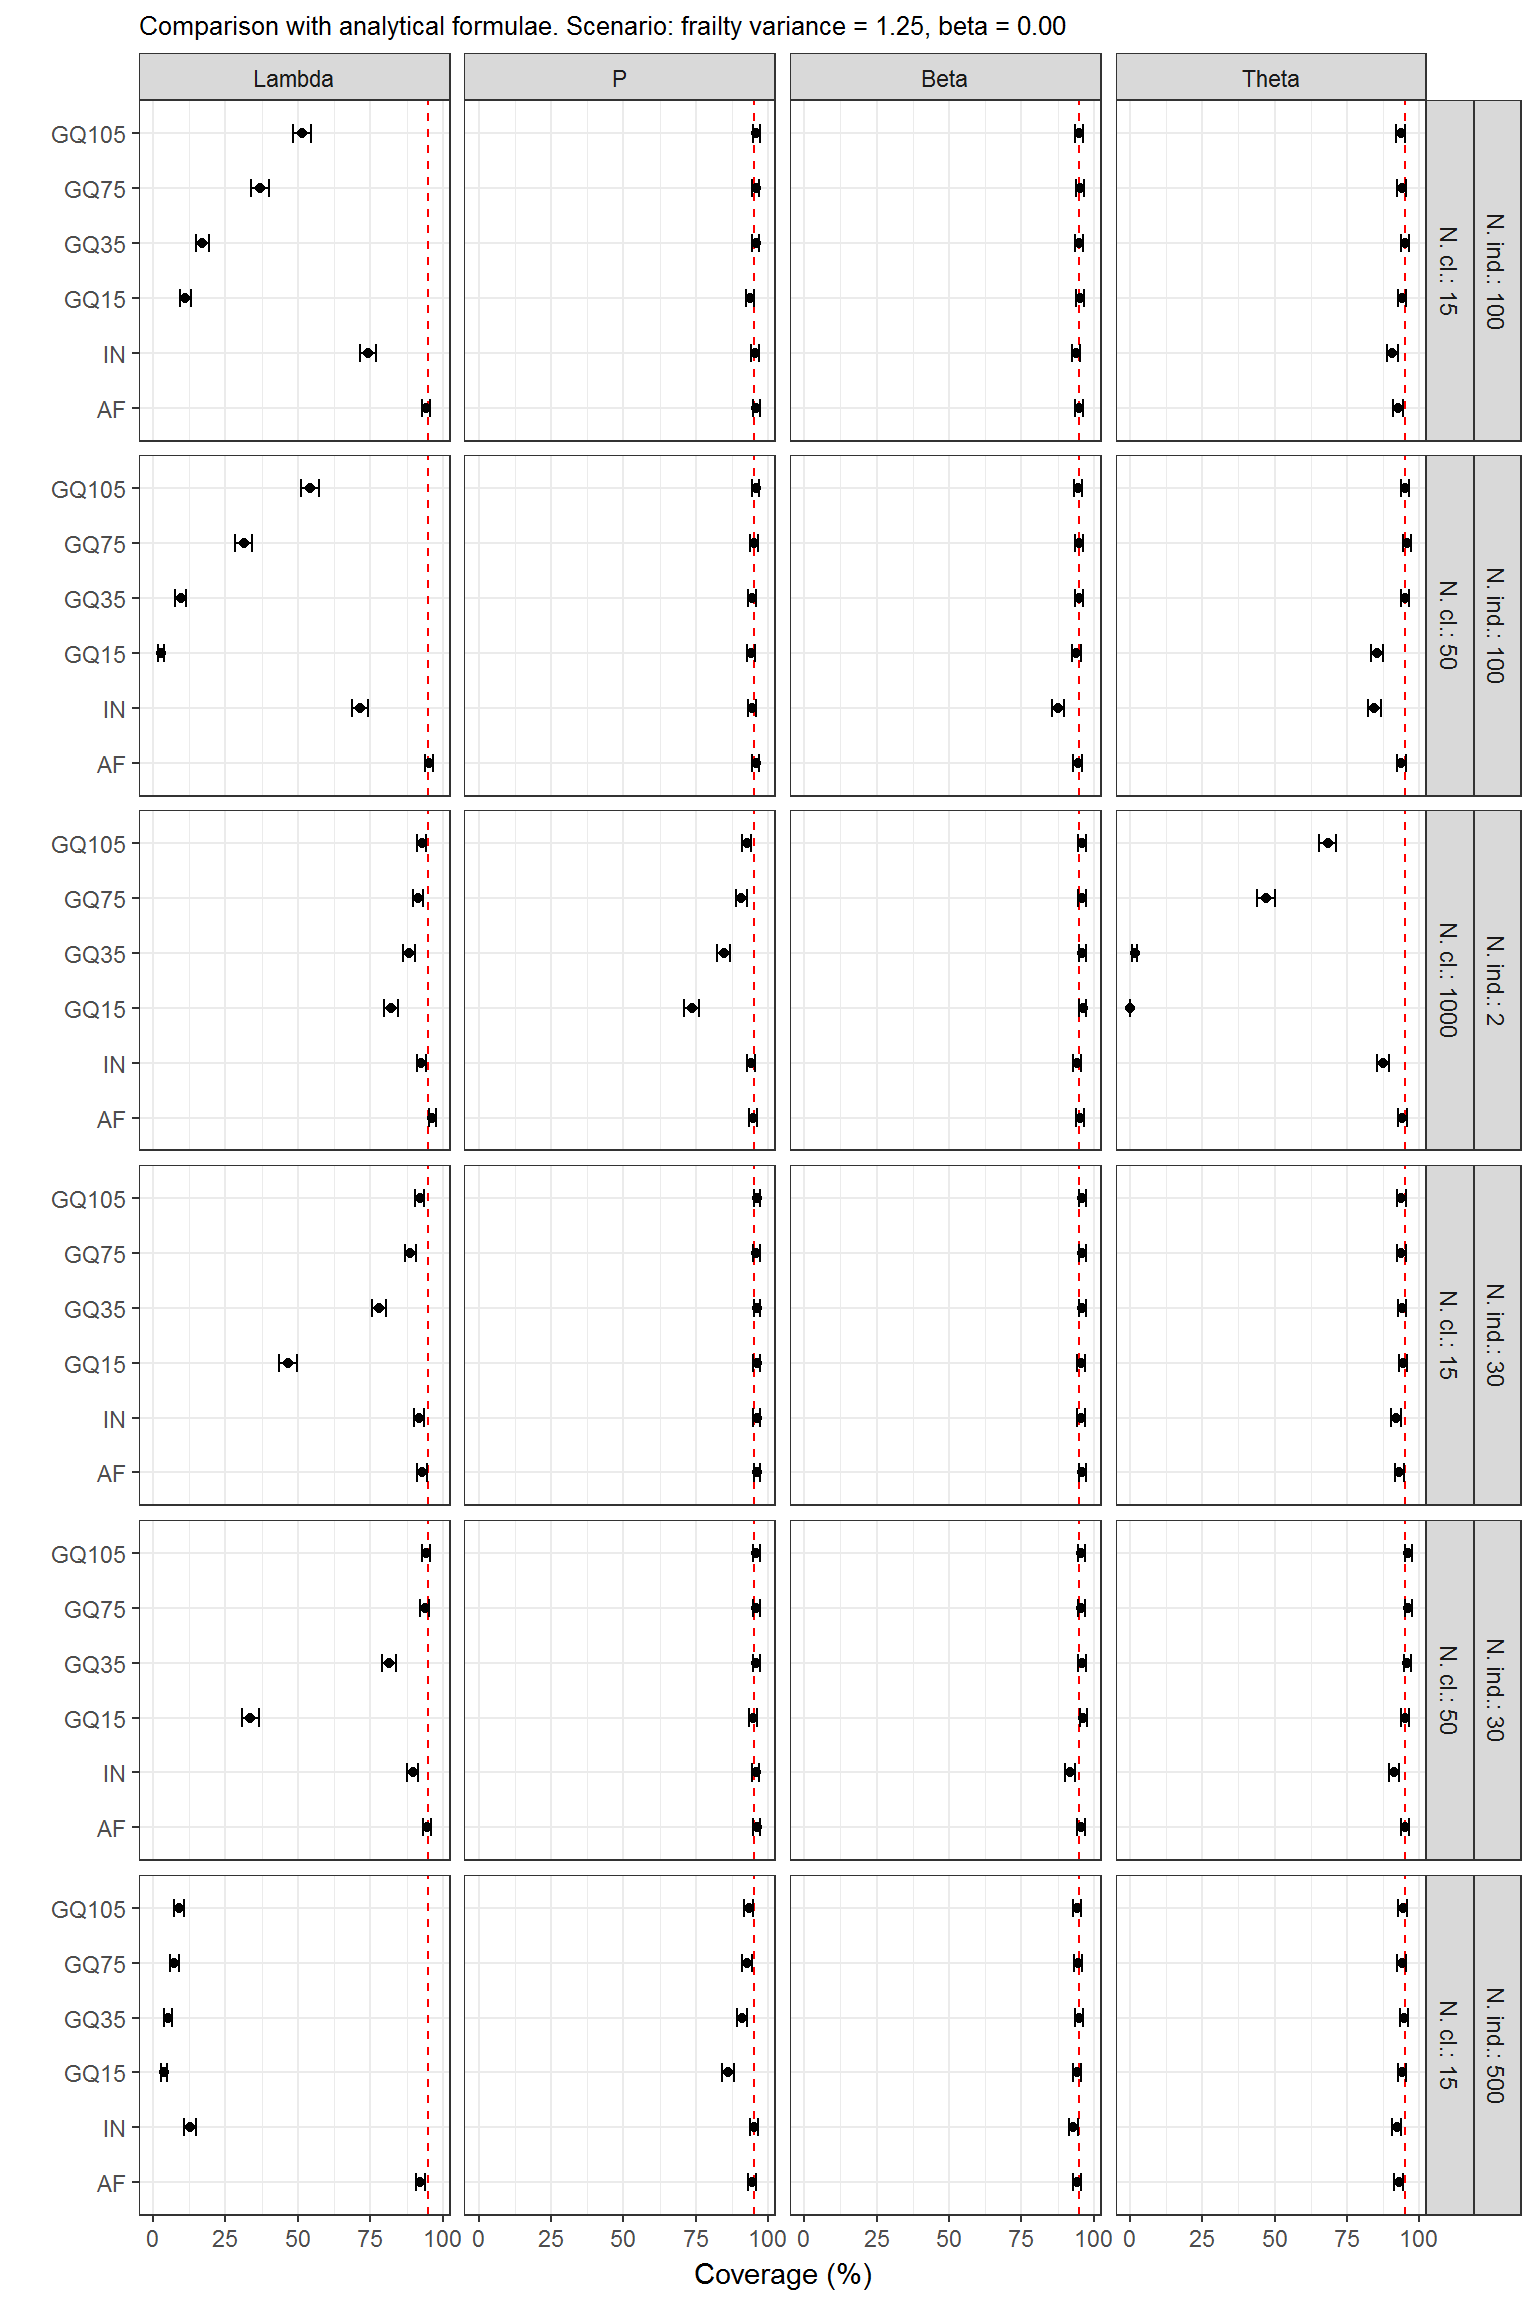 Comparison with analytical formulae. Scenario: frailty variance = 1.25, beta = 0.00
Lambda P Beta Theta
GQ105
GQ75
GQ35
GQ15
IN
AF
N. cl.: 15
N. ind.: 100
GQ105
GQ75
GQ35
GQ15
IN
AF
N. cl.: 50
N. ind.: 100
GQ105
GQ75
GQ35
GQ15
IN
AF
N. cl.: 1000
N. ind.: 2
GQ105
GQ75
GQ35
GQ15
IN
AF
N. cl.: 15
N. ind.: 30
GQ105
GQ75
GQ35
GQ15
IN
AF
N. cl.: 50
N. ind.: 30
GQ105
GQ75
GQ35
GQ15
IN
AF
N. cl.: 15
N. ind.: 500
0 25 50 75 100 0 25 50 75 100 0 25 50 75 100 0 25 50 75 100
Coverage (%)